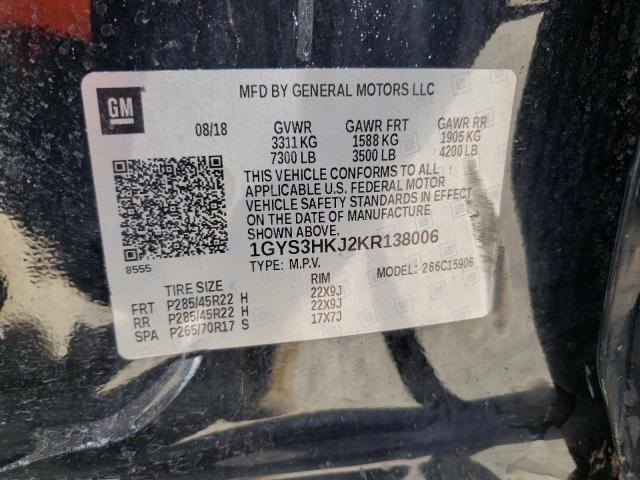 GM
MFD BY GENERAL MOTORS LLC
08/18 GVWR GAWR FRT GAWR RR
3311 KG 1588 KG 1905 KG
7300 LB 3500 LB 4200 LB
THIS VEHICLE CONFORMS TO ALL
APPLICABLE U.S. FEDERAL MOTOR
VEHICLE SAFETY STANDARDS IN EFFECT
ON THE DATE OF MANUFACTURE
SHOWN ABOVE.
1GYS3HKJ2KR138006
8555
TYPE: M.P.V. MODEL: 266C15906
TIRE SIZE RIM
FRT P285/45R22 H 22X9J
RR P285/45R22 H 22X9J
SPA P265/70R17 S 17X7J